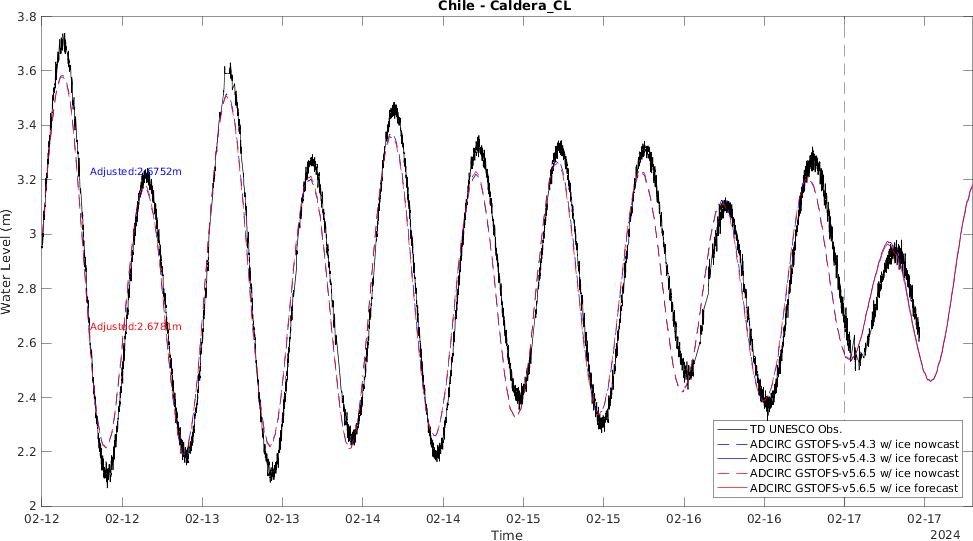 Chile - Caldera_CL
3.8
3.6
3.4
3.2
3
2.8
2.6
2.4
2.2
2
Water Level (m)
Adjusted:2.6752m
Adjusted:2.6781m
TD UNESCO Obs.
ADCIRC GSTOFS-v5.4.3 w/ ice nowcast
ADCIRC GSTOFS-v5.4.3 w/ ice forecast
ADCIRC GSTOFS-v5.6.5 w/ ice nowcast
ADCIRC GSTOFS-v5.6.5 w/ ice forecast
02-12 02-12 02-13 02-13 02-14 02-14 02-15 02-15 02-16 02-16 02-17 02-17
Time
2024